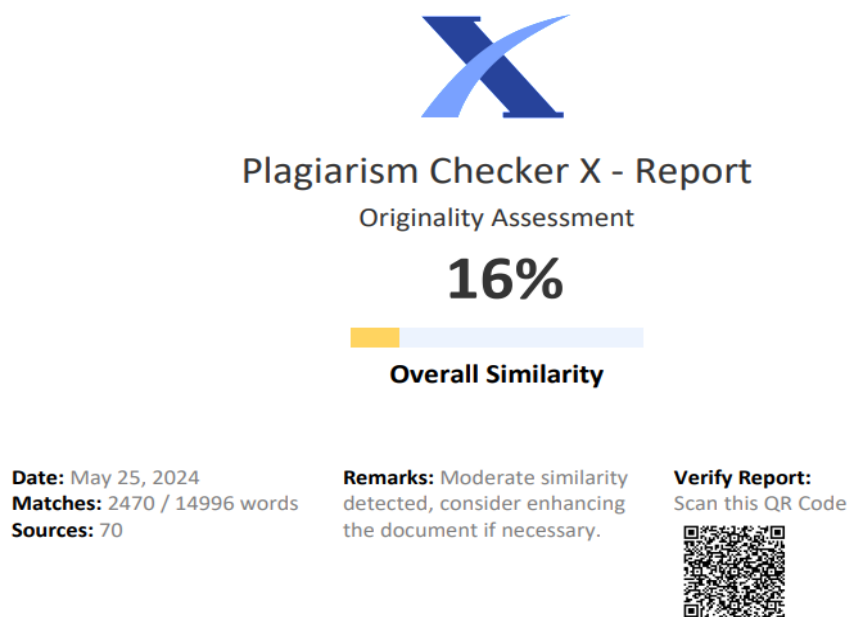 Plagiarism Checker X - Report
Originality Assessment
16%
Overall Similarity
Date: May 25, 2024
Matches: 2470 / 14996 words
Sources: 70
Remarks: Moderate similarity
detected, consider enhancing
the document if necessary.
Verify Report:
Scan this QR Code